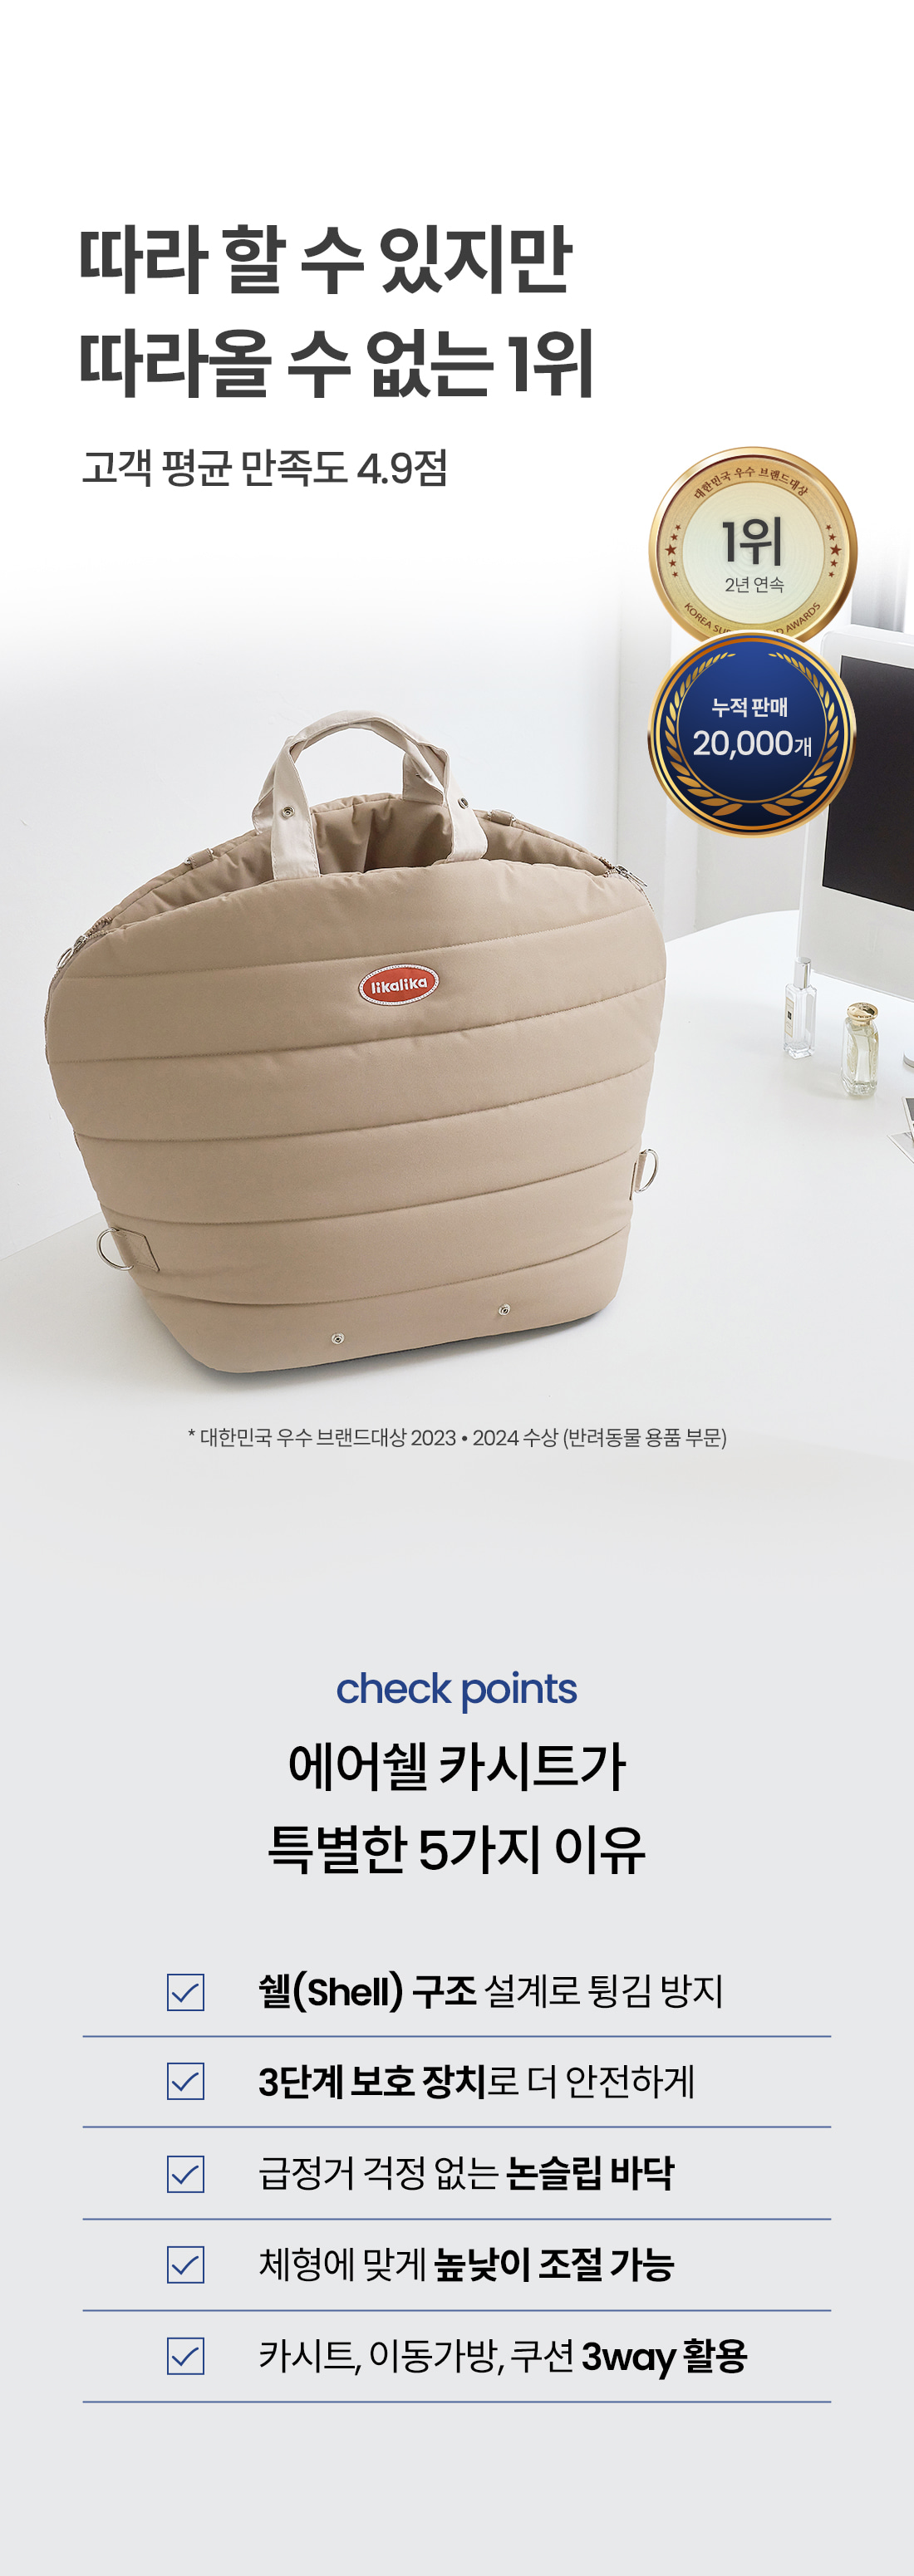 따라 할 수 있지만
따라올 수 없는 1위
고객 평균 만족도 4.9점
대한민국 우수 브랜드대상
1위
2년 연속
KOREA AWARDS
누적 판매
20,000개
likalika
* 대한민국 우수 브랜드대상 2023 • 2024 수상 (반려동물 용품 부문)
check points
에어쉘 카시트가
특별한 5가지 이유
쉘(Shell) 구조 설계로 튕김 방지
3단계 보호 장치로 더 안전하게
급정거 걱정 없는 논슬립 바닥
체형에 맞게 높낮이 조절 가능
카시트, 이동가방, 쿠션 3way 활용